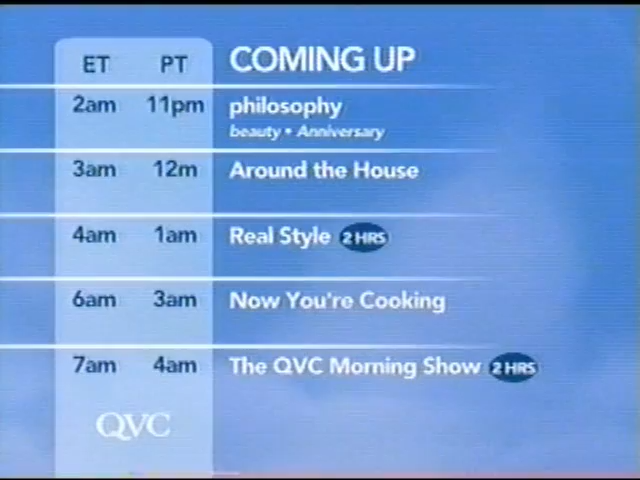 ET PT COMING UP
2am 11pm philosophy
beauty • Anniversary
3am 12m Around the House
4am 1am Real Style 2 HRS
6am 3am Now You're Cooking
7am 4am The QVC Morning Show 2 HRS
QVC